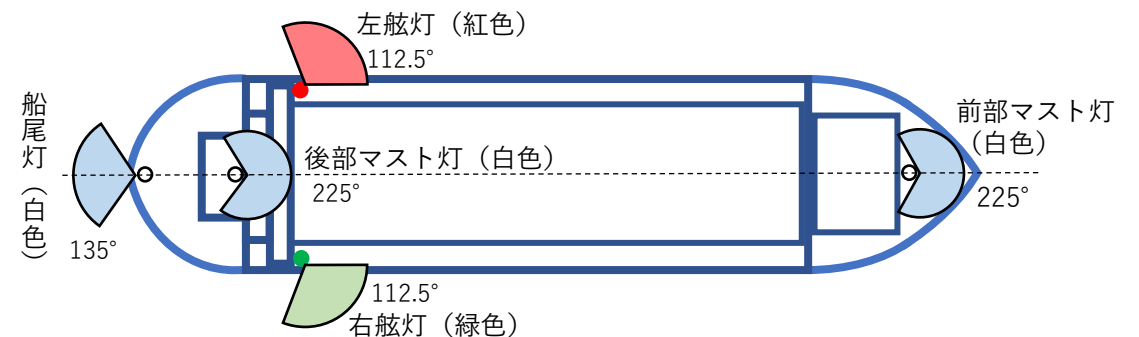 左舷灯（紅色）
112.5°
船尾灯（白色）
135°
後部マスト灯（白色）
225°
前部マスト灯
（白色）
225°
112.5°
右舷灯（緑色）